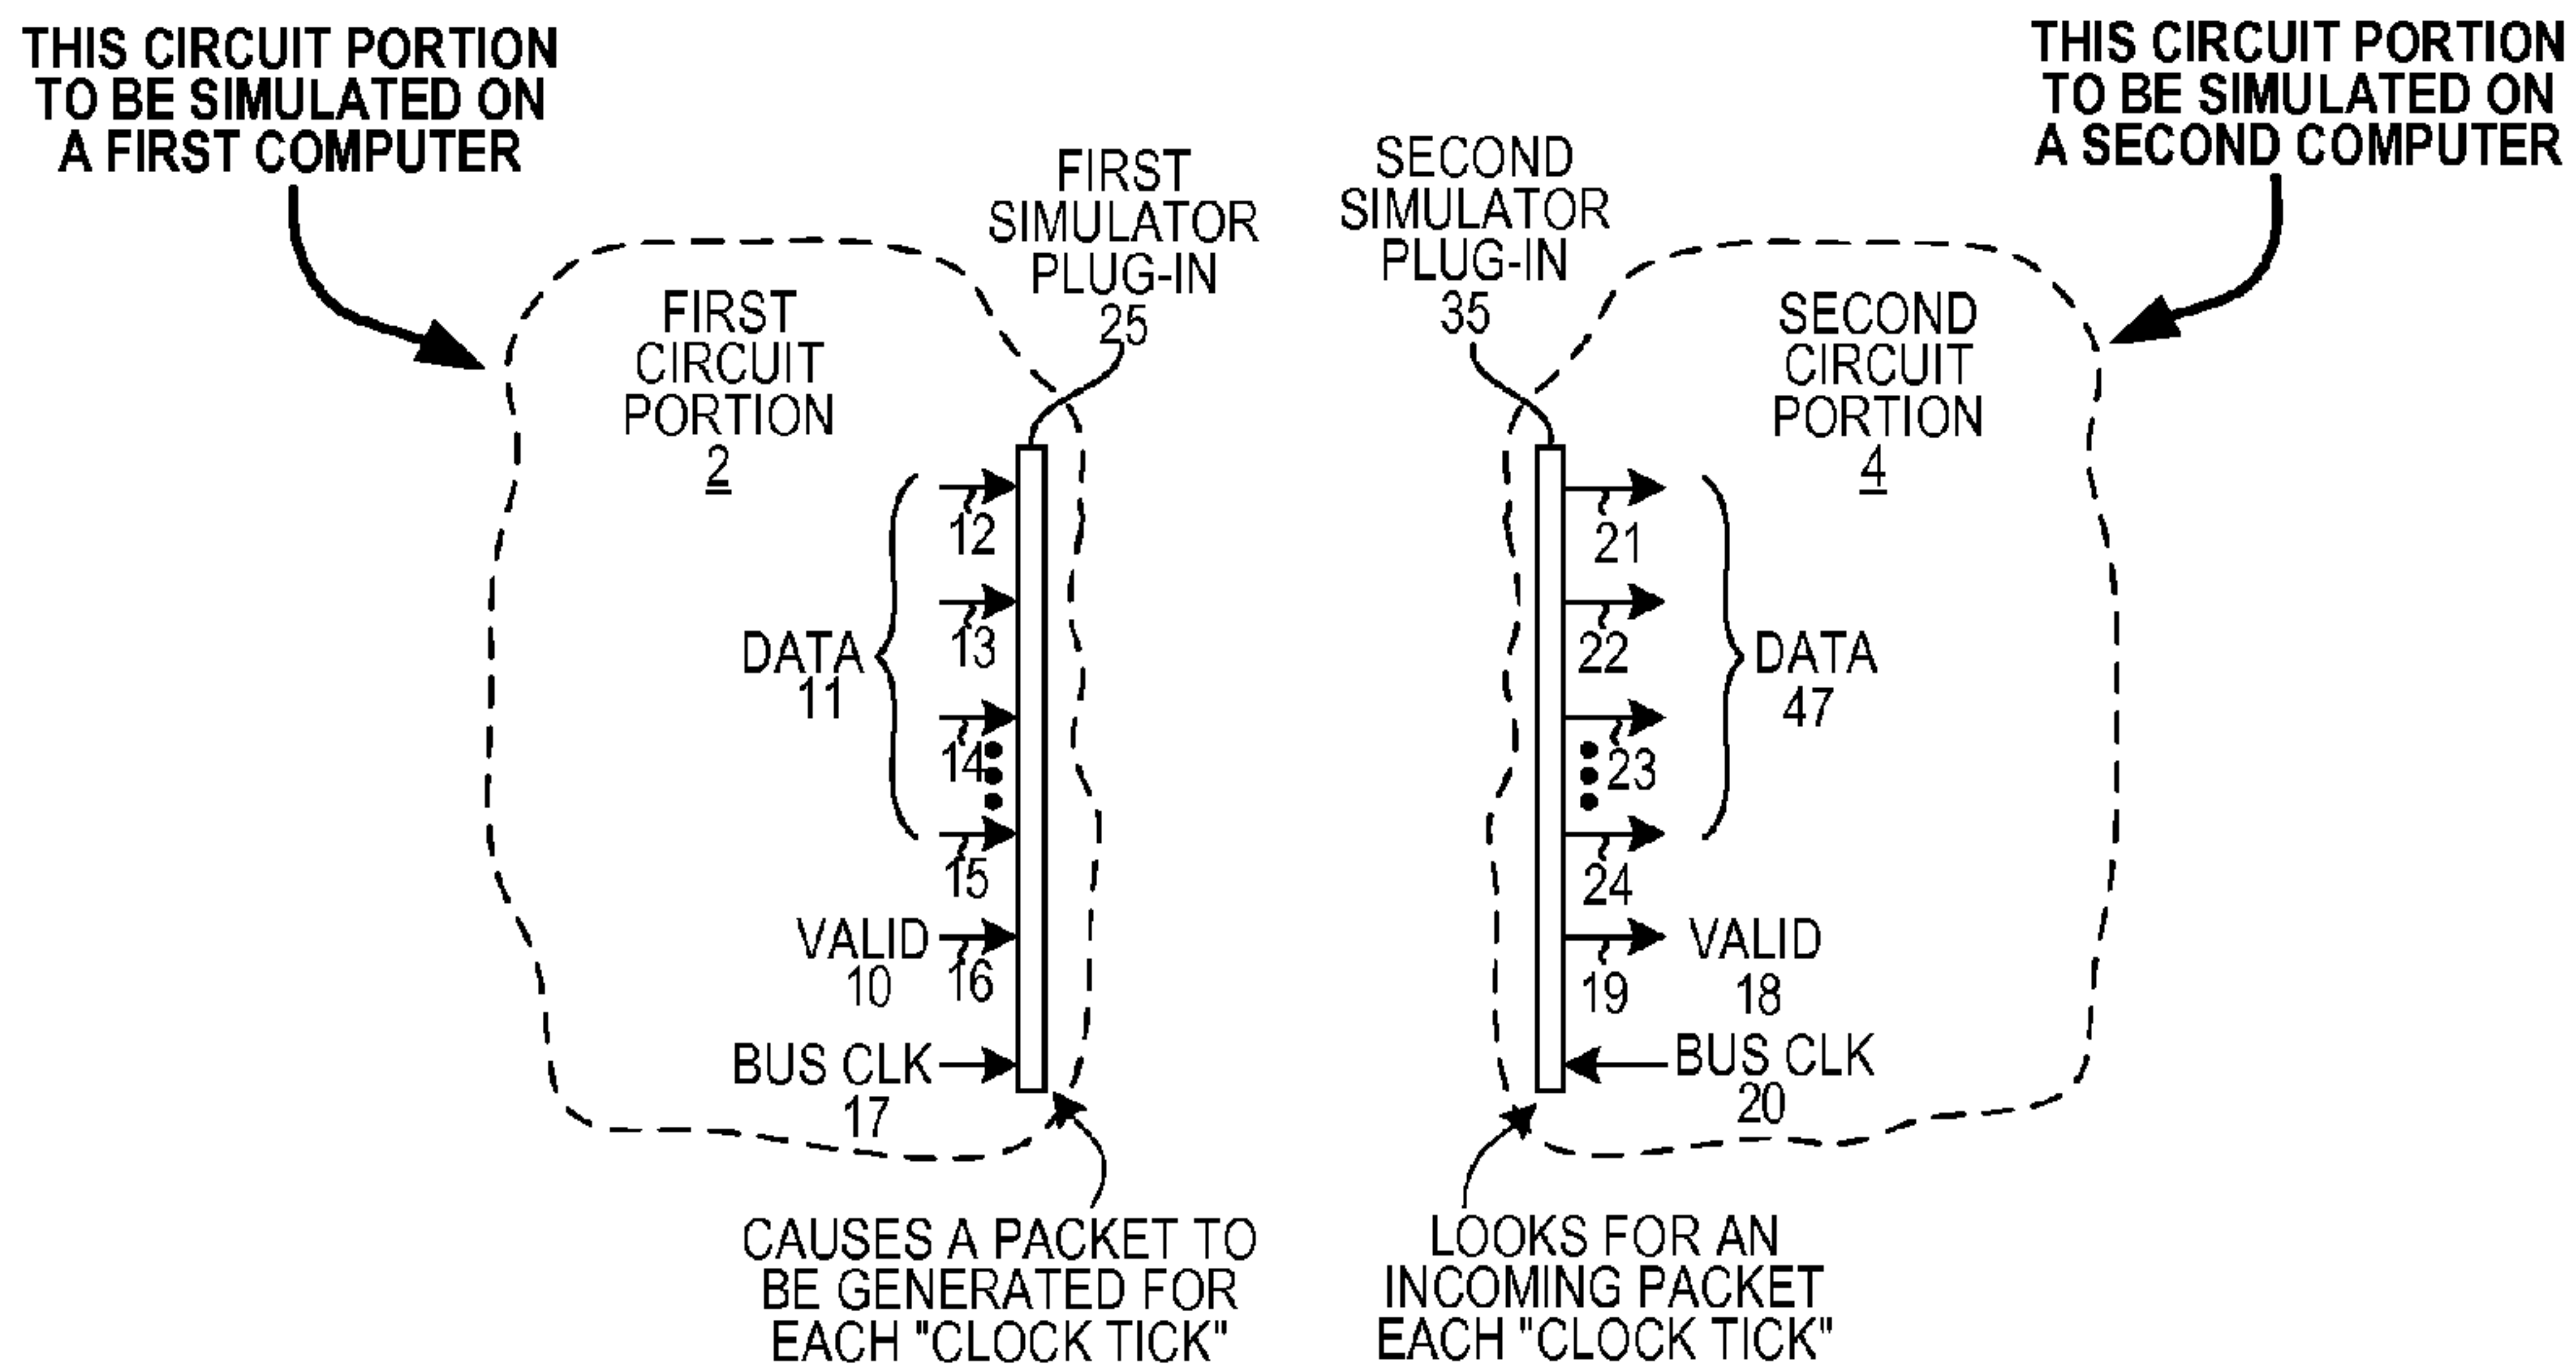 THIS CIRCUIT PORTION
TO BE SIMULATED ON
A FIRST COMPUTER
THIS CIRCUIT PORTION
TO BE SIMULATED ON
A SECOND COMPUTER
FIRST
SIMULATOR
PLUG-IN
25
SECOND
SIMULATOR
PLUG-IN
35
FIRST
CIRCUIT
PORTION
2
SECOND
CIRCUIT
PORTION
4
12
13
14
15
DATA
11
VALID
10
16
BUS CLK
17
21
22
23
24
DATA
47
19
VALID
18
BUS CLK
20
CAUSES A PACKET TO
BE GENERATED FOR
EACH "CLOCK TICK"
LOOKS FOR AN
INCOMING PACKET
EACH "CLOCK TICK"